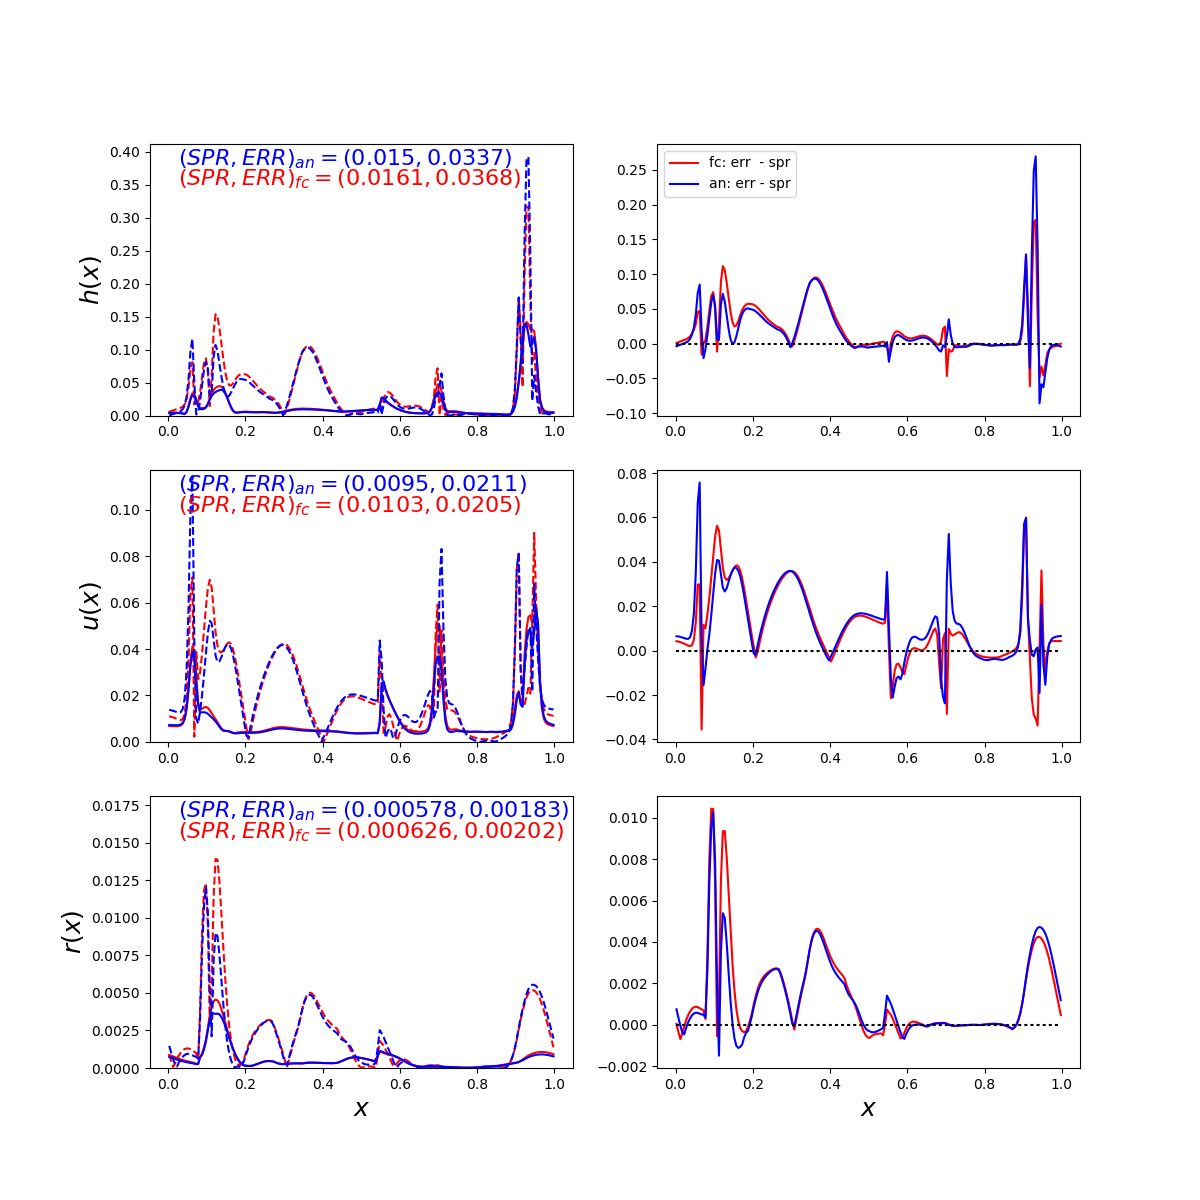 (SPR, ERR)an = (0.015, 0.0337)
(SPR, ERR)fc = (0.0161, 0.0368)
h(x)
0.40
0.35
0.30
0.25
0.20
0.15
0.10
0.05
0.00
0.0 0.2 0.4 0.6 0.8 1.0
fc: err - spr
an: err - spr
0.25
0.20
0.15
0.10
0.05
0.00
−0.05
−0.10
0.0 0.2 0.4 0.6 0.8 1.0
(SPR, ERR)an = (0.0095, 0.0211)
(SPR, ERR)fc = (0.0103, 0.0205)
u(x)
0.10
0.08
0.06
0.04
0.02
0.00
0.0 0.2 0.4 0.6 0.8 1.0
0.08
0.06
0.04
0.02
0.00
−0.02
−0.04
0.0 0.2 0.4 0.6 0.8 1.0
(SPR, ERR)an = (0.000578, 0.00183)
(SPR, ERR)fc = (0.000626, 0.00202)
r(x)
0.0175
0.0150
0.0125
0.0100
0.0075
0.0050
0.0025
0.0000
0.0 0.2 0.4 0.6 0.8 1.0
x
0.010
0.008
0.006
0.004
0.002
0.000
−0.002
0.0 0.2 0.4 0.6 0.8 1.0
x